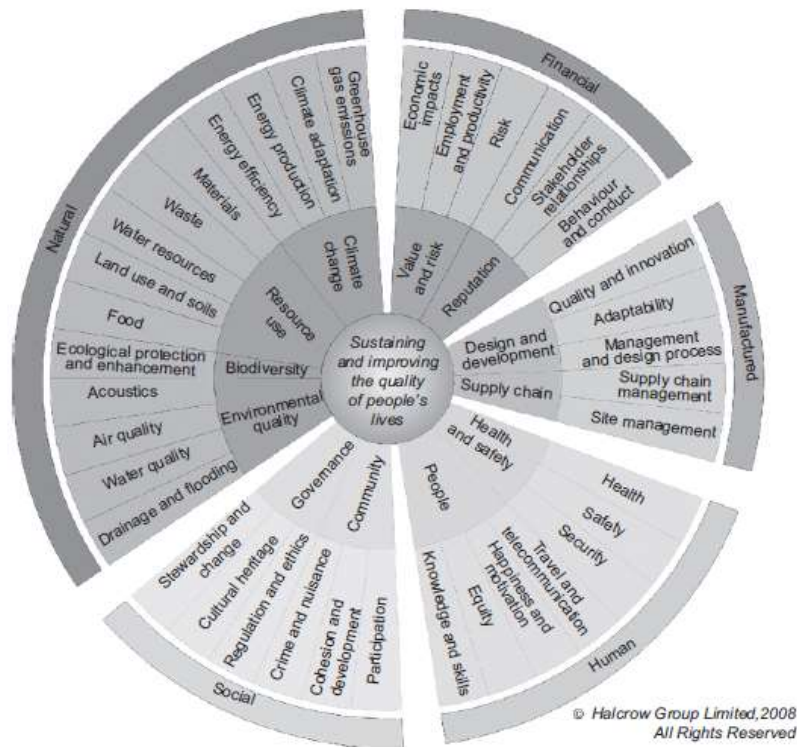 Financial
Economic
impacts
Employment
and productivity
Risk
Communication
Stakeholder
relationships
Behaviour
and conduct
Value
and risk
Reputation
Manufactured
Quality and innovation
Adaptability
Management
and design process
Supply chain
management
Site management
Design and
development
Supply chain
Human
Health
Safety
Security
Travel and
telecommunication
Happiness and
motivation
Equity
Knowledge and skills
Health
and safety
People
Social
Participation
Cohesion and
development
Crime and nuisance
Regulation and ethics
Cultural heritage
Stewardship and
change
Community
Governance
Natural
Drainage and flooding
Water quality
Air quality
Acoustics
Ecological protection
and enhancement
Food
Land use and soils
Water resources
Waste
Materials
Energy efficiency
Energy production
Climate adaptation
Greenhouse
gas emissions
Environmental
quality
Biodiversity
Resource
use
Climate
change
Sustaining
and improving
the quality
of people's
lives
© Halcrow Group Limited,2008
All Rights Reserved